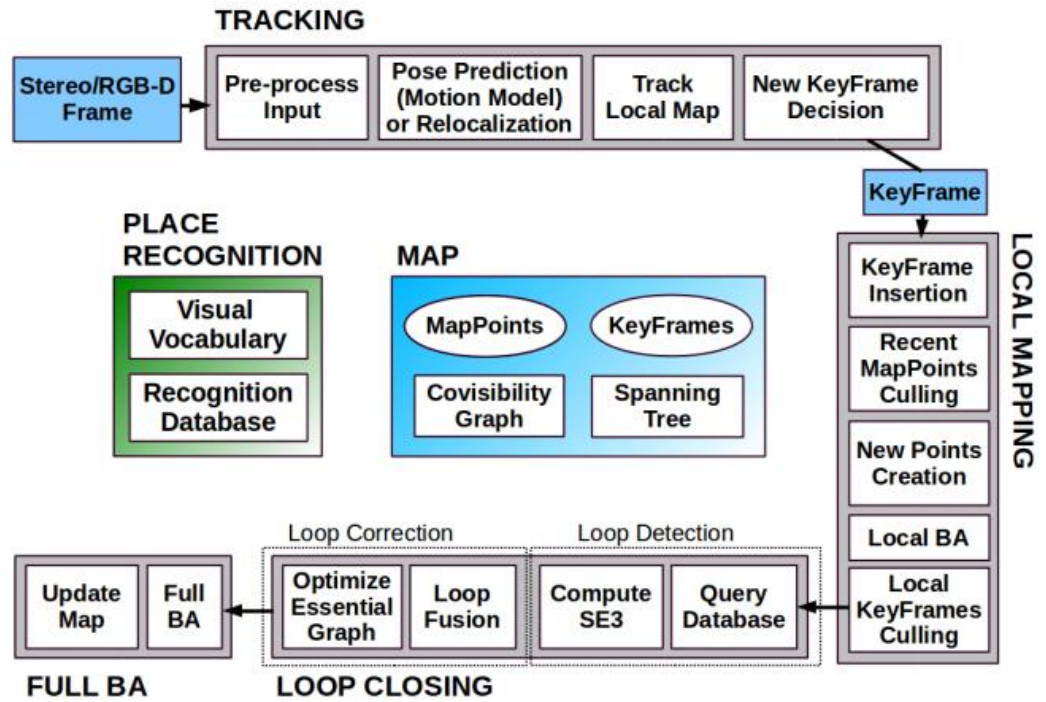 TRACKING
Stereo/RGB-D
Frame
Pre-process
Input
Pose Prediction
(Motion Model)
or Relocalization
Track
Local Map
New KeyFrame
Decision
KeyFrame
PLACE
RECOGNITION
Visual
Vocabulary
Recognition
Database
MAP
MapPoints
KeyFrames
Covisibility
Graph
Spanning
Tree
LOCAL MAPPING
KeyFrame
Insertion
Recent
MapPoints
Culling
New Points
Creation
Local BA
Local
KeyFrames
Culling
Loop Correction
Loop Detection
Update
Map
Full
BA
Optimize
Essential
Graph
Loop
Fusion
Compute
SE3
Query
Database
FULL BA
LOOP CLOSING